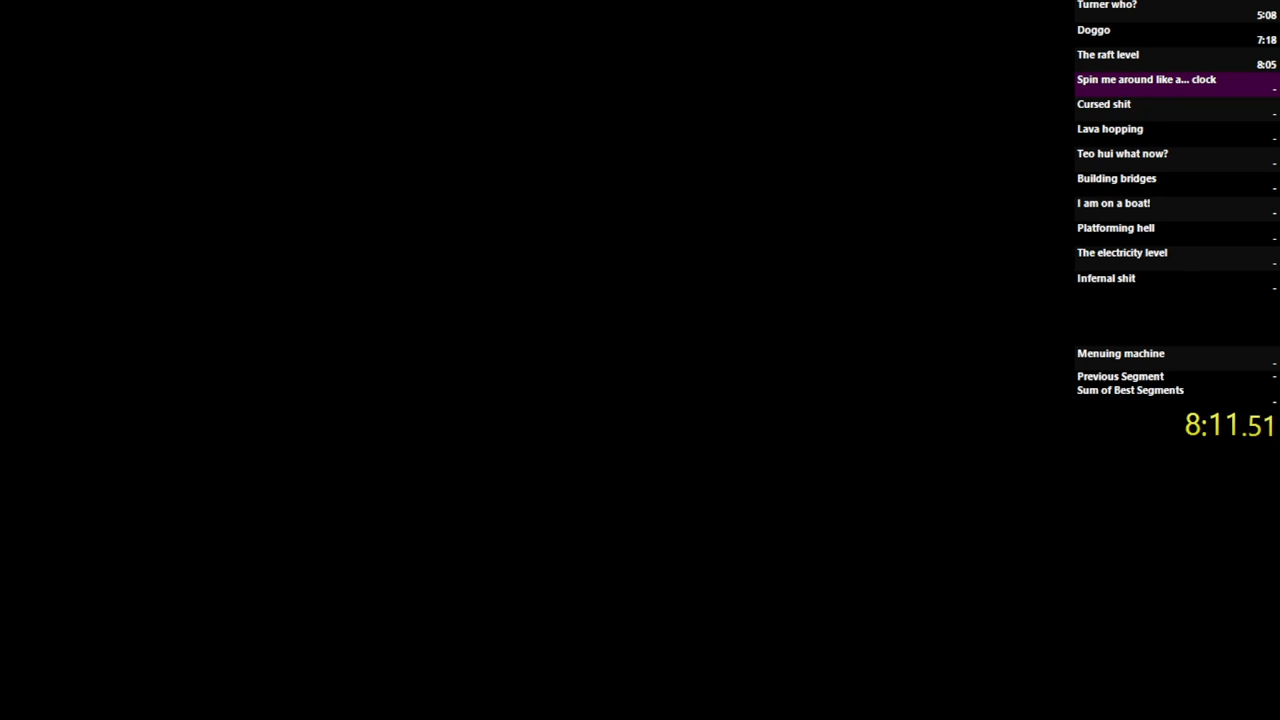 Turner who?
5:08
Doggo
7:18
The raft level
8:05
Spin me around like a... clock
-
Cursed shit
-
Lava hopping
-
Teo hui what now?
-
Building bridges
-
I am on a boat!
-
Platforming hell
-
The electricity level
-
Infernal shit
-
Menuing machine
-
Previous Segment -
Sum of Best Segments
-
8:11.51